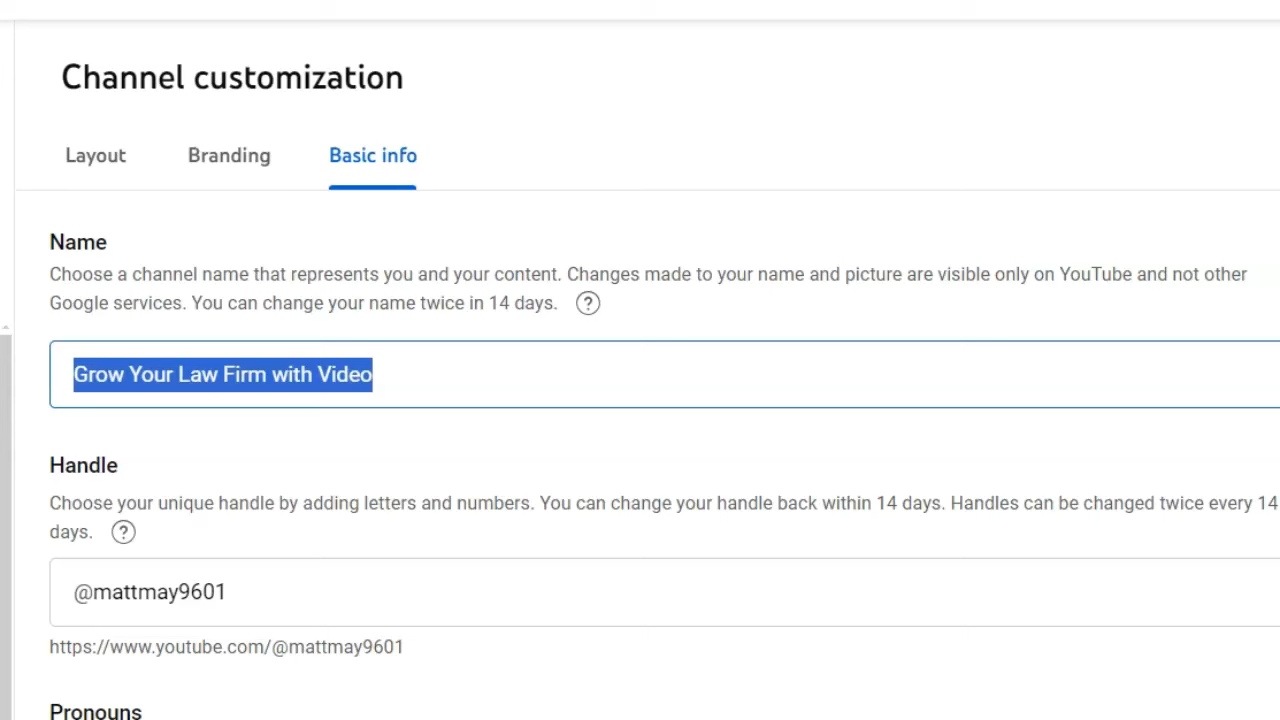 Channel customization
Layout Branding Basic info
Name
Choose a channel name that represents you and your content. Changes made to your name and picture are visible only on YouTube and not other
Google services. You can change your name twice in 14 days. ?
Grow Your Law Firm with Video
Handle
Choose your unique handle by adding letters and numbers. You can change your handle back within 14 days. Handles can be changed twice every 14
days. ?
@mattmay9601
https://www.youtube.com/@mattmay9601
Pronouns